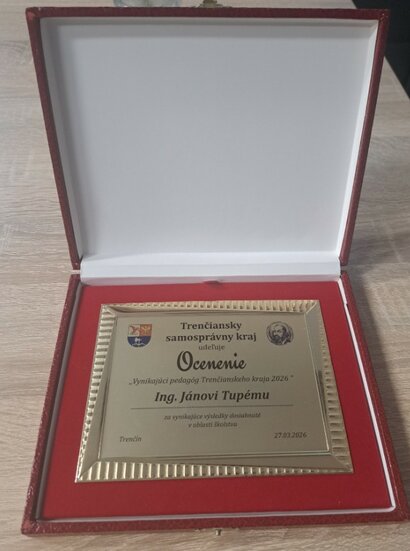 Trenčiansky
samosprávny kraj
udeľuje
Ocenenie
„Vynikajúci pedagóg Trenčianskeho kraja 2026 "
Ing. Jánovi Tupému
za vynikajúce výsledky dosiahnuté
v oblasti školstva
Trenčín 27.03.2026